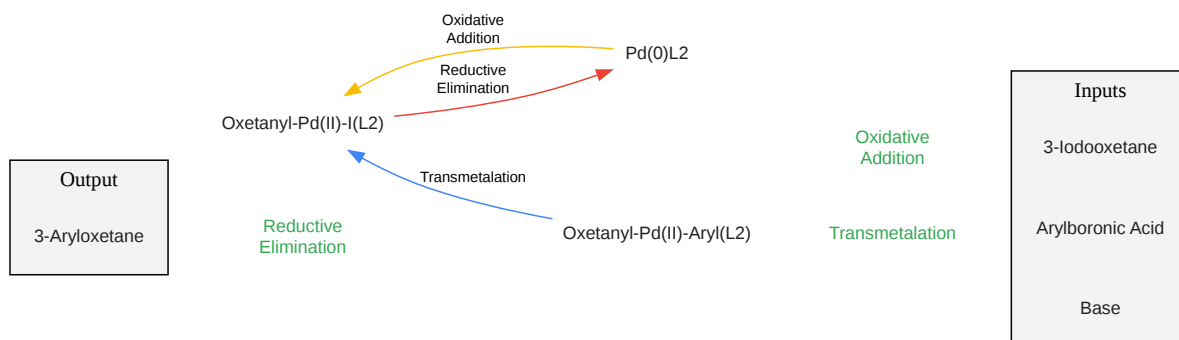 Oxidative
Addition
Pd(0)L2
Reductive
Elimination
Inputs
Oxetanyl-Pd(II)-I(L2)
Oxidative
Addition
3-Iodooxetane
Output
Transmetalation
3-Aryloxetane
Reductive
Elimination
Oxetanyl-Pd(II)-Aryl(L2)
Transmetalation
Arylboronic Acid
Base